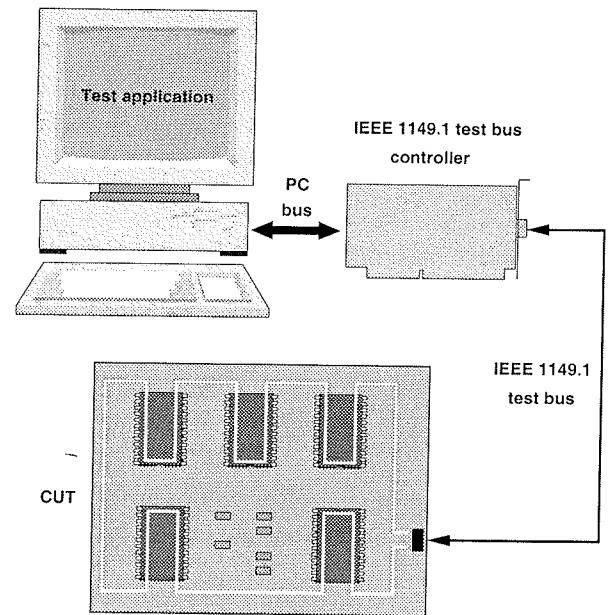 Test application
IEEE 1149.1 test bus
controller
PC
bus
IEEE 1149.1
test bus
CUT